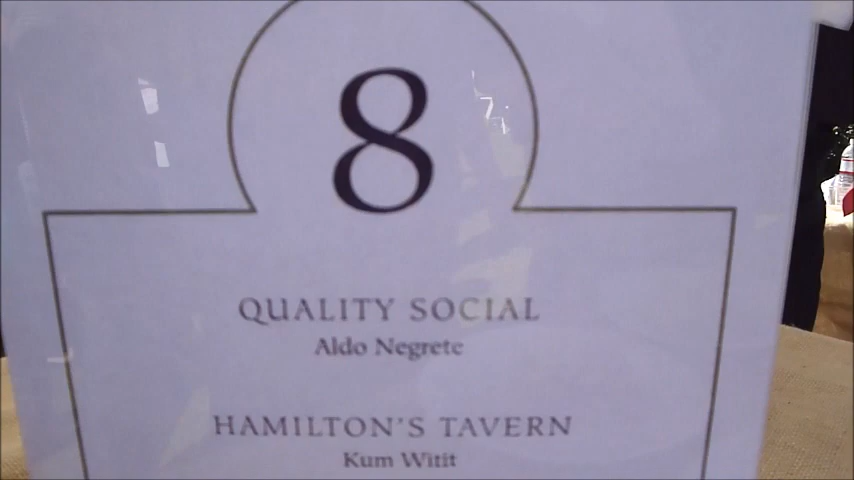 8
QUALITY SOCIAL
Aldo Negrete
HAMILTON'S TAVERN
Kum Witit